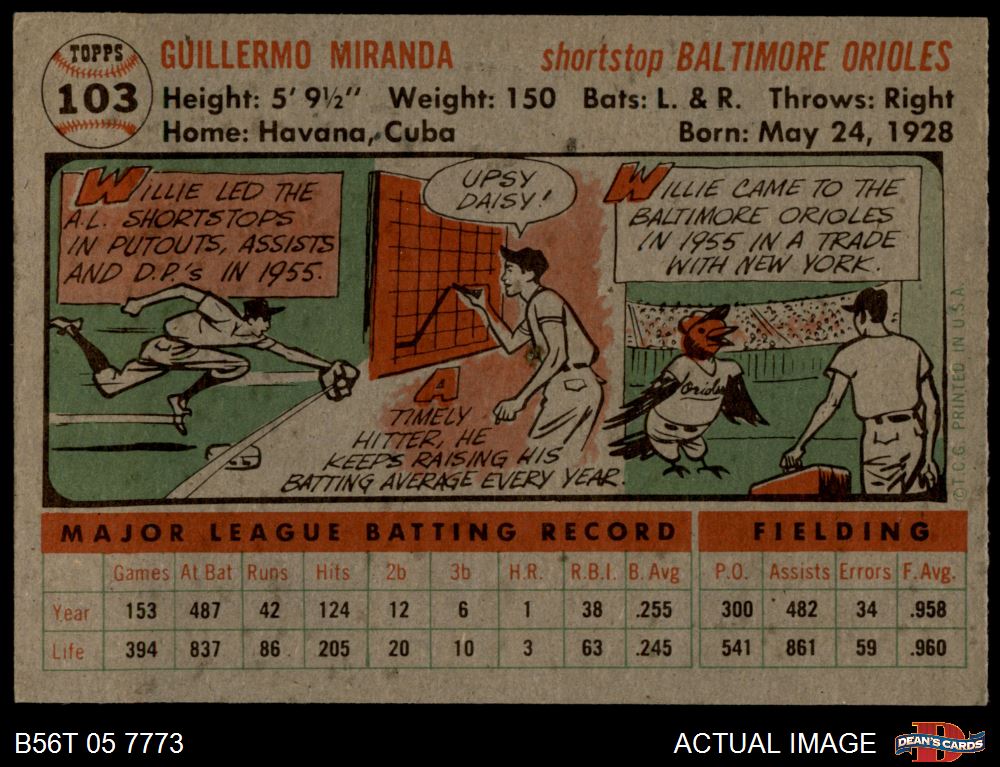 TOPPS
103
GUILLERMO MIRANDA
shortstop BALTIMORE ORIOLES
Height: 5' 9½" Weight: 150 Bats: L. & R. Throws: Right
Home: Havana, Cuba Born: May 24, 1928
WILLIE LED THE
A.L. SHORTSTOPS
IN PUTOUTS, ASSISTS
AND D.P.'s IN 1955.
UPSY
DAISY!
A
TIMELY
HITTER, HE
KEEPS RAISING HIS
BATTING AVERAGE EVERY YEAR.
WILLIE CAME TO THE
BALTIMORE ORIOLES
IN 1955 IN A TRADE
WITH NEW YORK.
Orioles
© T.C.G. PRINTED IN U.S.A.
MAJOR LEAGUE BATTING RECORD FIELDING
Games At Bat Runs Hits 2b 3b H.R. R.B.I. B. Avg P.O. Assists Errors F. Avg.
Year 153 487 42 124 12 6 1 38 .255 300 482 34 .958
Life 394 837 86 205 20 10 3 63 .245 541 861 59 .960
B56T 05 7773
ACTUAL IMAGE
D
DEAN'S CARDS